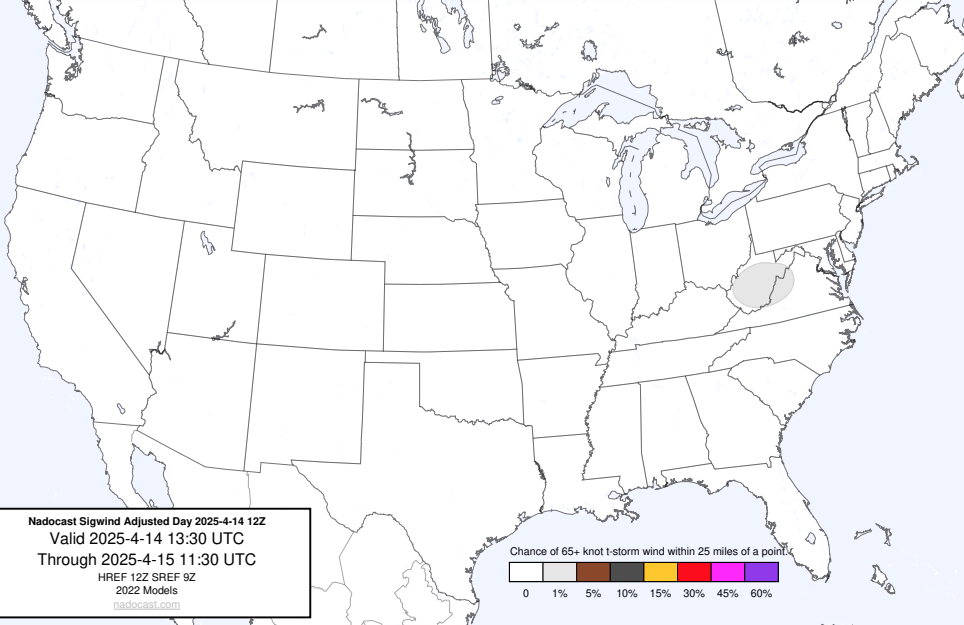 Nadocast Sigwind Adjusted Day 2025-4-14 12Z
Valid 2025-4-14 13:30 UTC
Through 2025-4-15 11:30 UTC
HREF 12Z SREF 9Z
2022 Models
nadocast.com
Chance of 65+ knot t-storm wind within 25 miles of a point.
0 1% 5% 10% 15% 30% 45% 60%